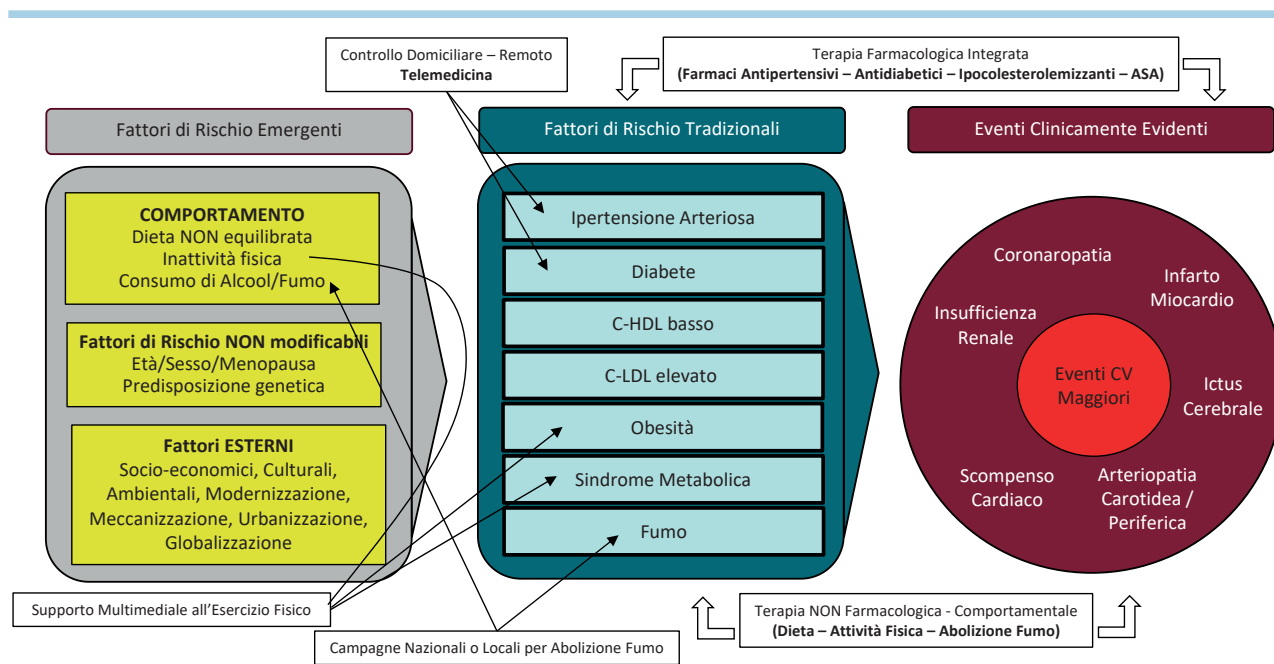 Controllo Domiciliare – Remoto
Telemedicina
Terapia Farmacologica Integrata
(Farmaci Antipertensivi – Antidiabetici – Ipocolesterolemizzanti – ASA)
Fattori di Rischio Emergenti
Fattori di Rischio Tradizionali
Eventi Clinicamente Evidenti
COMPORTAMENTO
Dieta NON equilibrata
Inattività fisica
Consumo di Alcool/Fumo
Fattori di Rischio NON modificabili
Età/Sesso/Menopausa
Predisposizione genetica
Fattori ESTERNI
Socio-economici, Culturali,
Ambientali, Modernizzazione,
Meccanizzazione, Urbanizzazione,
Globalizzazione
Ipertensione Arteriosa
Diabete
C-HDL basso
C-LDL elevato
Obesità
Sindrome Metabolica
Fumo
Coronaropatia
Infarto
Miocardio
Insufficienza
Renale
Eventi CV
Maggiori
Ictus
Cerebrale
Scompenso
Cardiaco
Arteriopatia
Carotidea /
Periferica
Supporto Multimediale all'Esercizio Fisico
Campagne Nazionali o Locali per Abolizione Fumo
Terapia NON Farmacologica - Comportamentale
(Dieta – Attività Fisica – Abolizione Fumo)